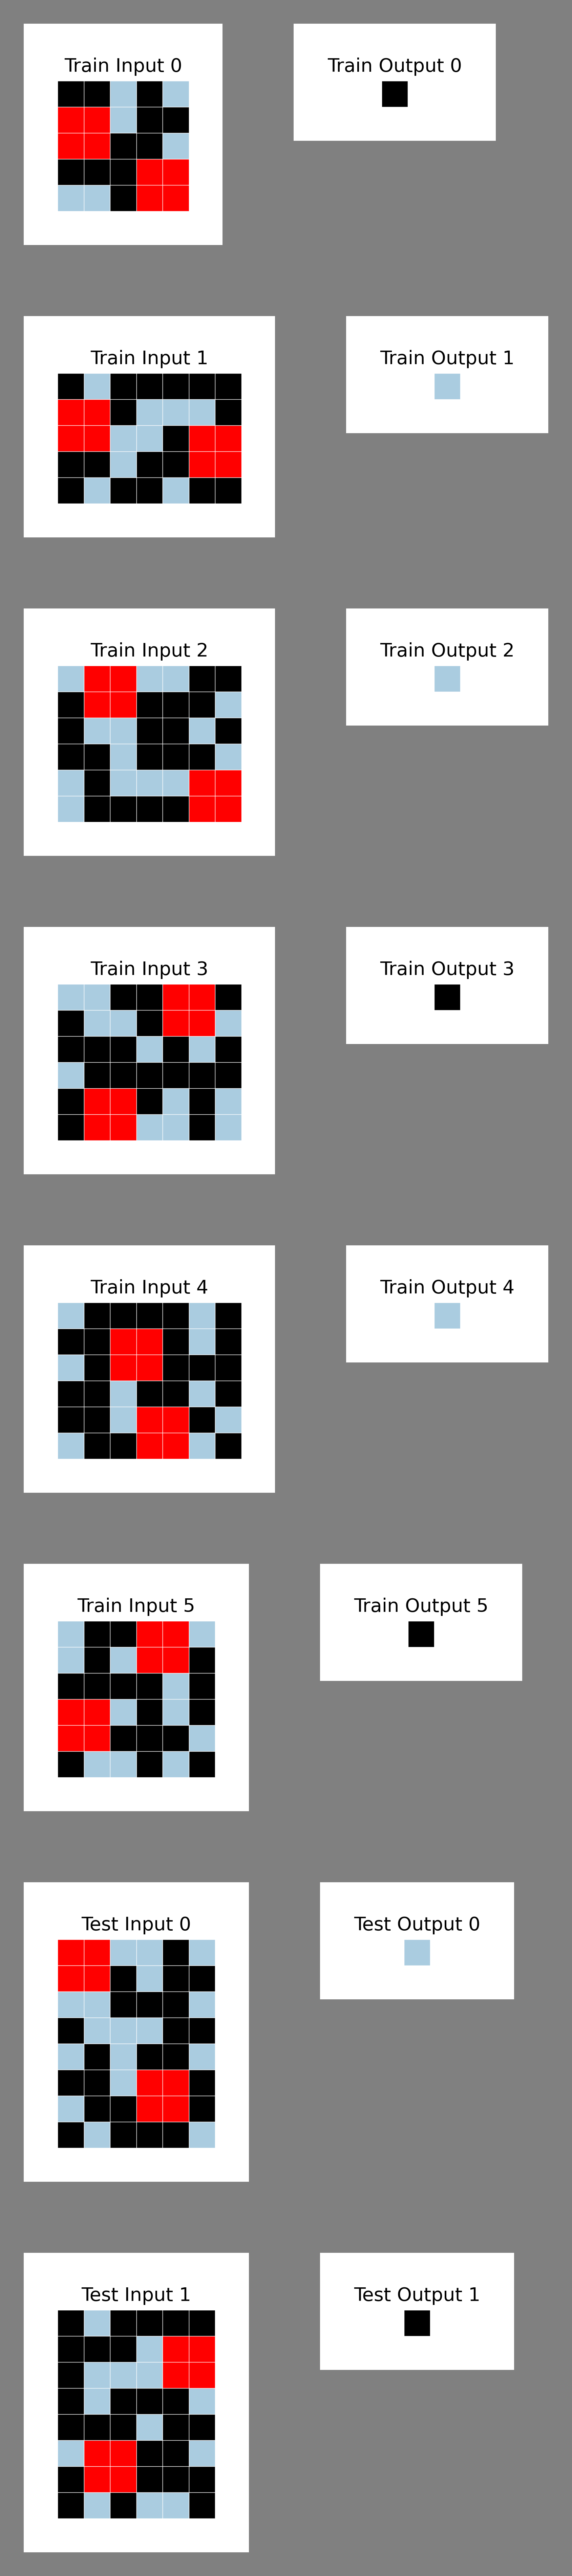 Train Input 0
Train Output 0
Train Input 1
Train Output 1
Train Input 2
Train Output 2
Train Input 3
Train Output 3
Train Input 4
Train Output 4
Train Input 5
Train Output 5
Test Input 0
Test Output 0
Test Input 1
Test Output 1